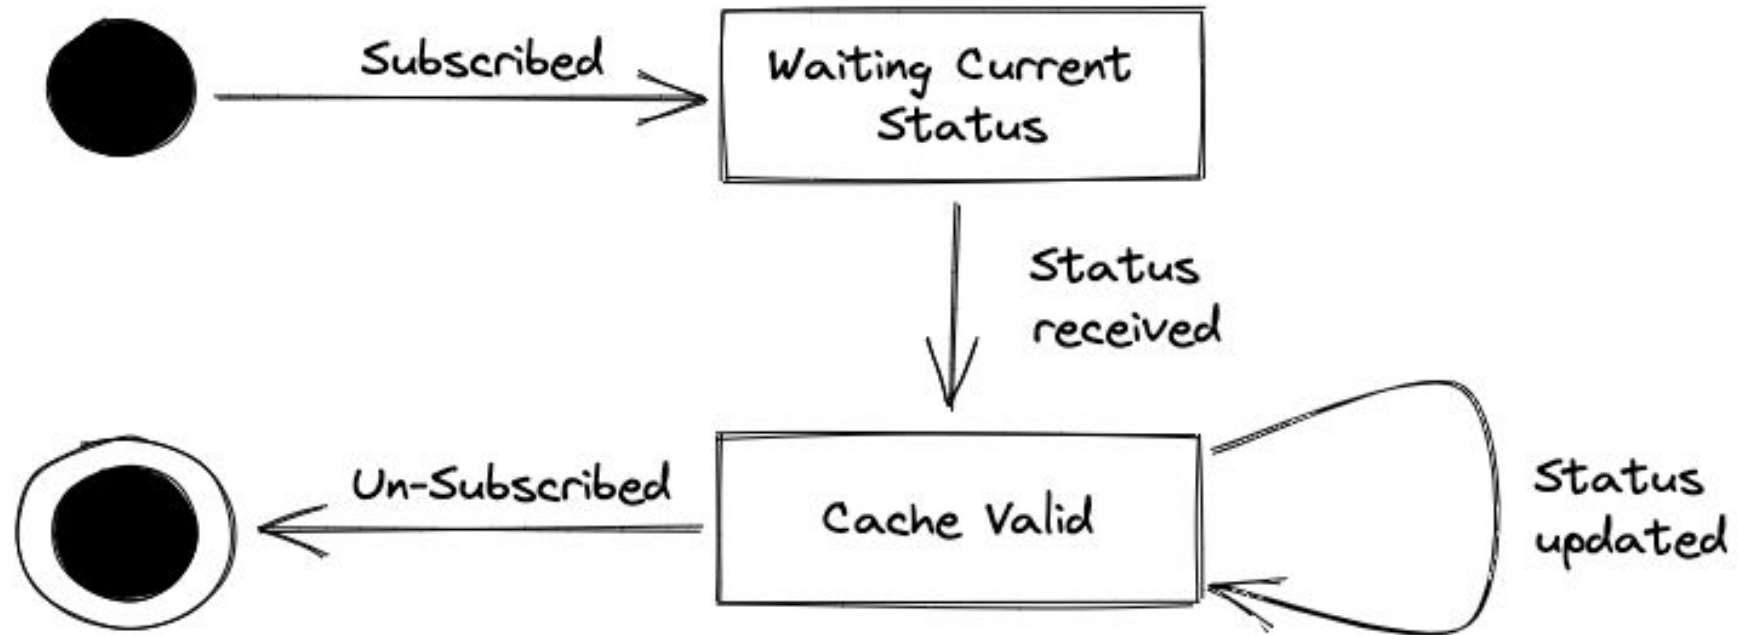 Subscribed
Waiting Current
Status
Status
received
Un-Subscribed
Cache Valid
Status
updated